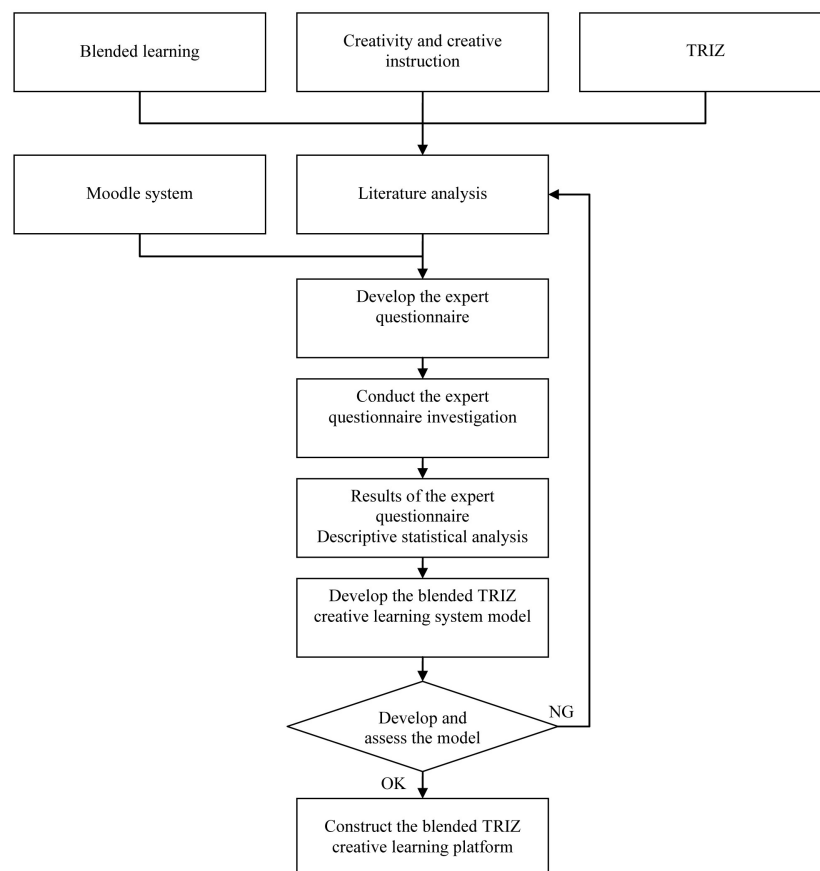 Blended learning
Creativity and creative
instruction
TRIZ
Moodle system
Literature analysis
Develop the expert
questionnaire
Conduct the expert
questionnaire investigation
Results of the expert
questionnaire
Descriptive statistical analysis
Develop the blended TRIZ
creative learning system model
Develop and
assess the model
NG
OK
Construct the blended TRIZ
creative learning platform